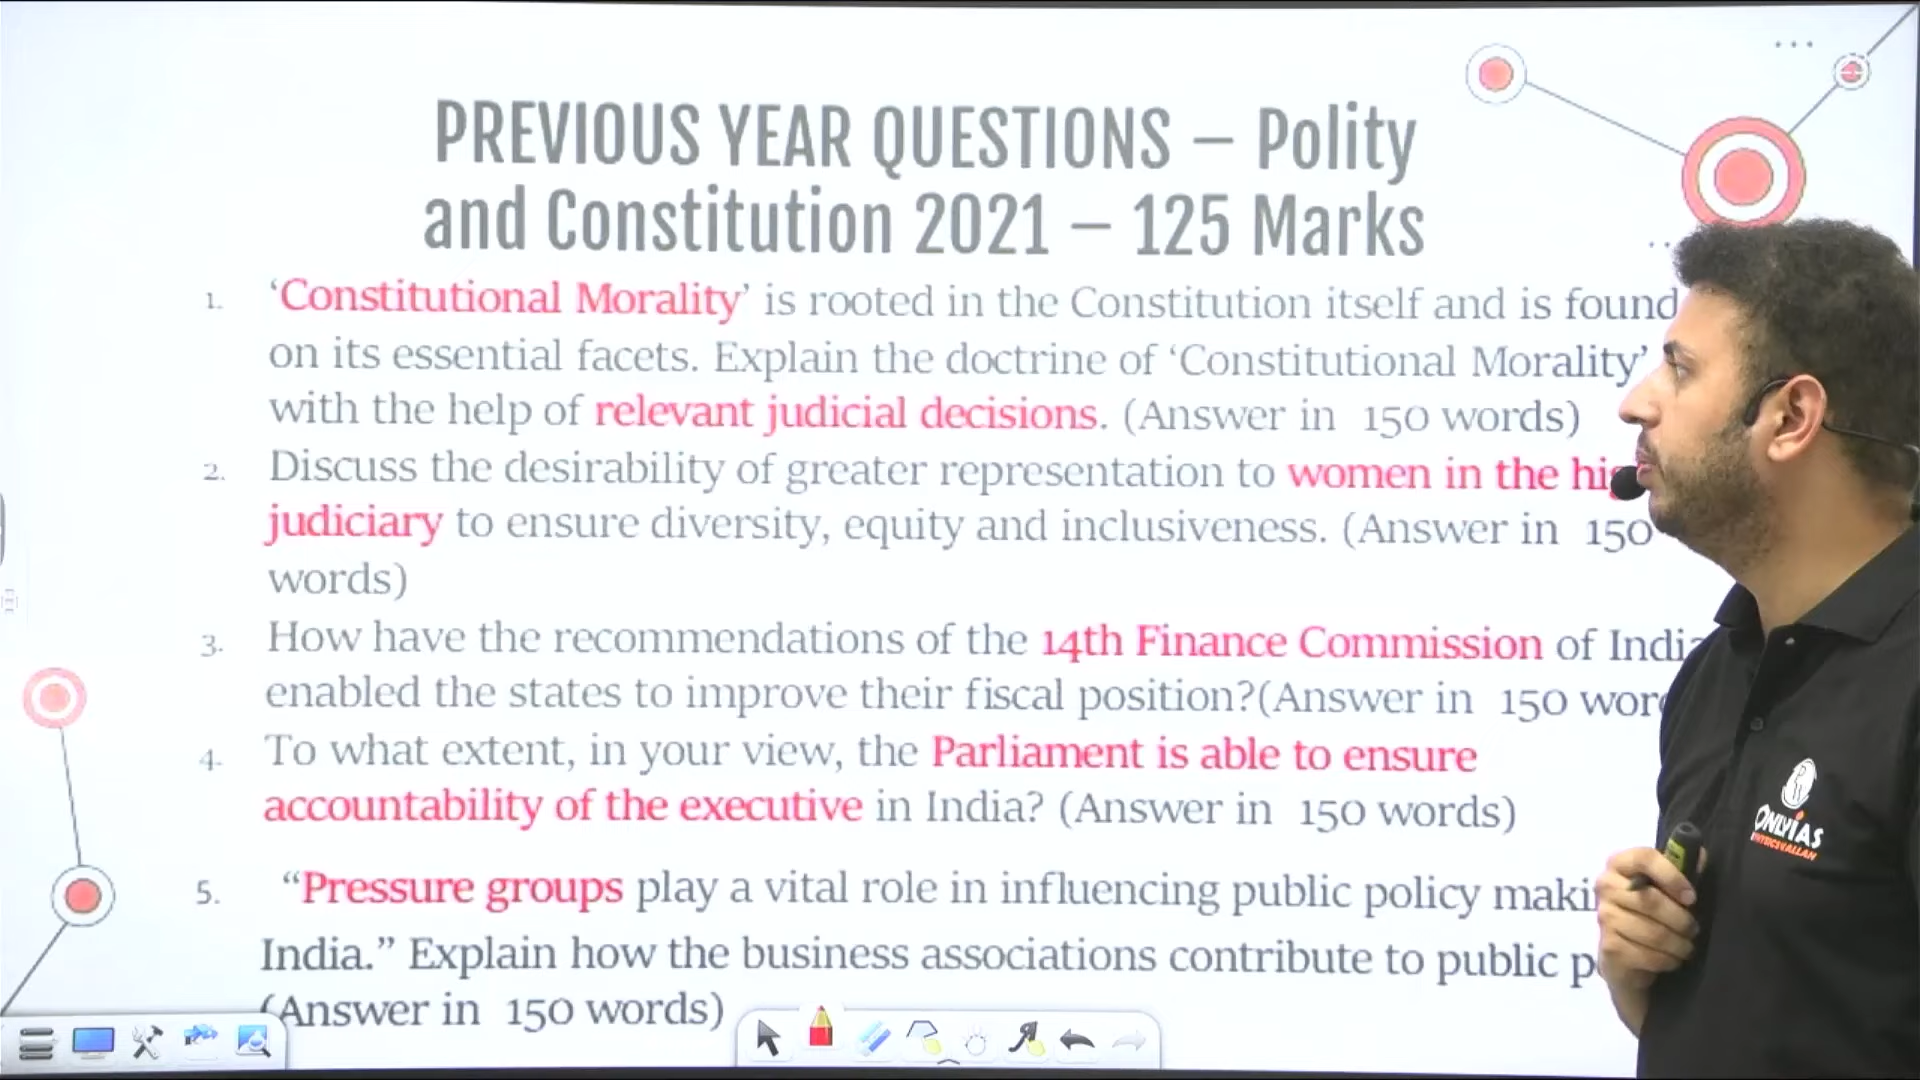 PREVIOUS YEAR QUESTIONS – Polity
and Constitution 2021 – 125 Marks
1. ‘Constitutional Morality’ is rooted in the Constitution itself and is found
on its essential facets. Explain the doctrine of ‘Constitutional Morality’
with the help of relevant judicial decisions. (Answer in 150 words)
2. Discuss the desirability of greater representation to women in the
judiciary to ensure diversity, equity and inclusiveness. (Answer in 150
words)
3. How have the recommendations of the 14th Finance Commission of
enabled the states to improve their fiscal position?(Answer in 150
4. To what extent, in your view, the Parliament is able to ensure
accountability of the executive in India? (Answer in 150 words)
5. “Pressure groups play a vital role in influencing public policy
India.” Explain how the business associations contribute to public
(Answer in 150 words)
ONLYIAS